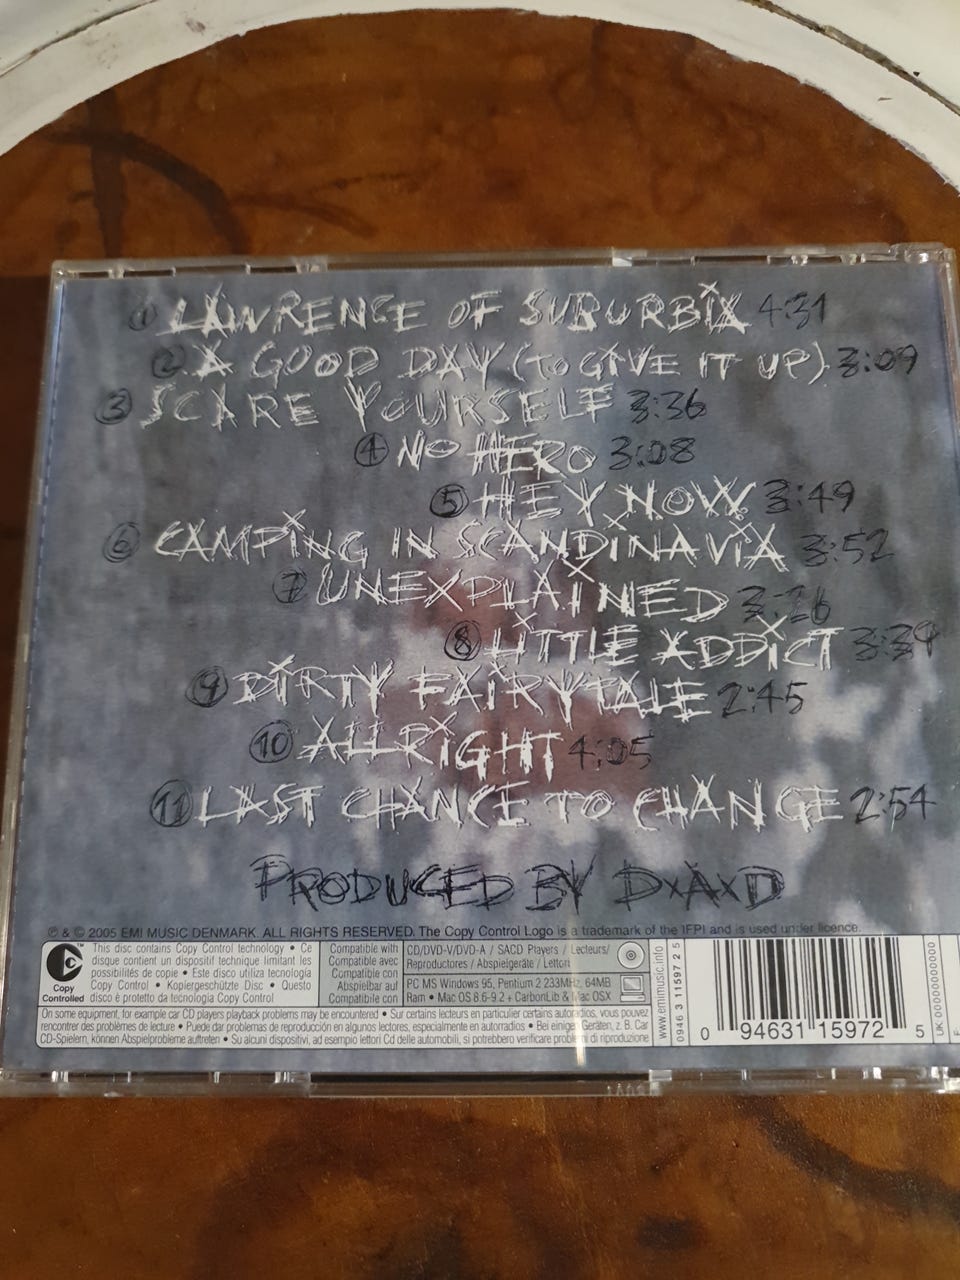 1 LAWRENSE OF SUBURBIA 4:31
2 A GOOD DAY (TO GIVE IT UP) 3:09
3 SCARE YOURSELF 3:36
4 NO HERO 3:08
5 HEY NOW 3:49
6 CAMPING IN SCANDINAVIA 3:52
7 UNEXPLAINED
8 LITTLE ADDICT 3:39
9 DIRTY FAIRYTALE 2:45
10 ALLRIGHT 4:05
11 LAST CHANCE TO CHANGE 2:54
PRODUCED BY DxAxD
℗ & © 2005 EMI MUSIC DENMARK. ALL RIGHTS RESERVED. The Copy Control Logo is a trademark of the IFPI and is used under licence.
Copy
Controlled
This disc contains Copy Control technology • Ce
disque contient un dispositif technique limitant les
possibilités de copie • Este disco utiliza tecnologia
Copy Control • Kopiergeschützte Disc • Questo
disco è protetto da tecnologia Copy Control
Compatible with
Compatible avec
Compatible con
Abspielbar auf
Compatibile con
CD/DVD-V/DVD-A / SACD Players / Lecteurs/
Reproductores / Abspielgeräte / Lettori
PC MS Windows 95, Pentium 2 233MHz, 64MB
Ram • Mac OS 8.6-9.2 + CarbonLib & Mac OSX
On some equipment, for example car CD players playback problems may be encountered • Sur certains lecteurs en particulier certains autoradios, vous pouvez
rencontrer des problèmes de lecture • Puede dar problemas de reproducción en algunos lectores, especialmente en autorradios • Bei einigen Geräten, z. B. Car
CD-Spielern, können Abspielprobleme auftreten • Su alcuni dispositivi, ad esempio lettori Cd delle automobili, si potrebbero verificare problemi di riproduzione
www.emimusic.info
0946 3 11597 2 5
0 94631 15972 5
UK 00000000000